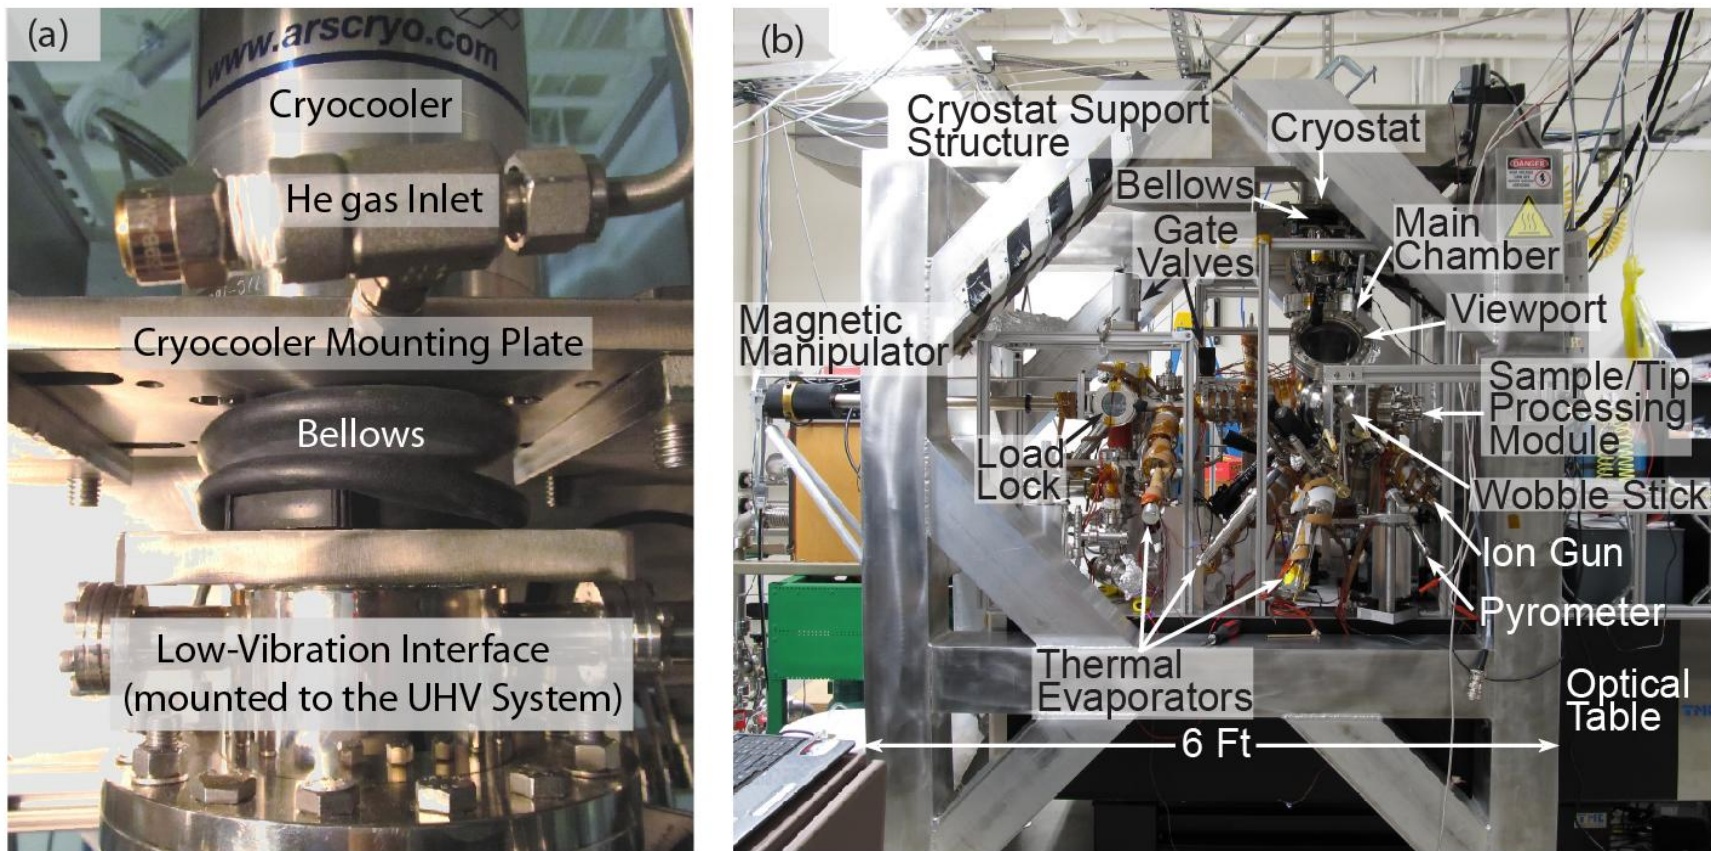 (a)
www.arscryo.com
Cryocooler
He gas Inlet
Cryocooler Mounting Plate
Bellows
Low-Vibration Interface
(mounted to the UHV System)
(b)
Cryostat Support
Structure
Cryostat
Bellows
Gate
Valves
Main
Chamber
DANGER
Magnetic
Manipulator
Viewport
Sample/Tip
Processing
Module
Load
Lock
Wobble Stick
Ion Gun
Pyrometer
Thermal
Evaporators
Optical
Table
TMC
6 Ft
TMC